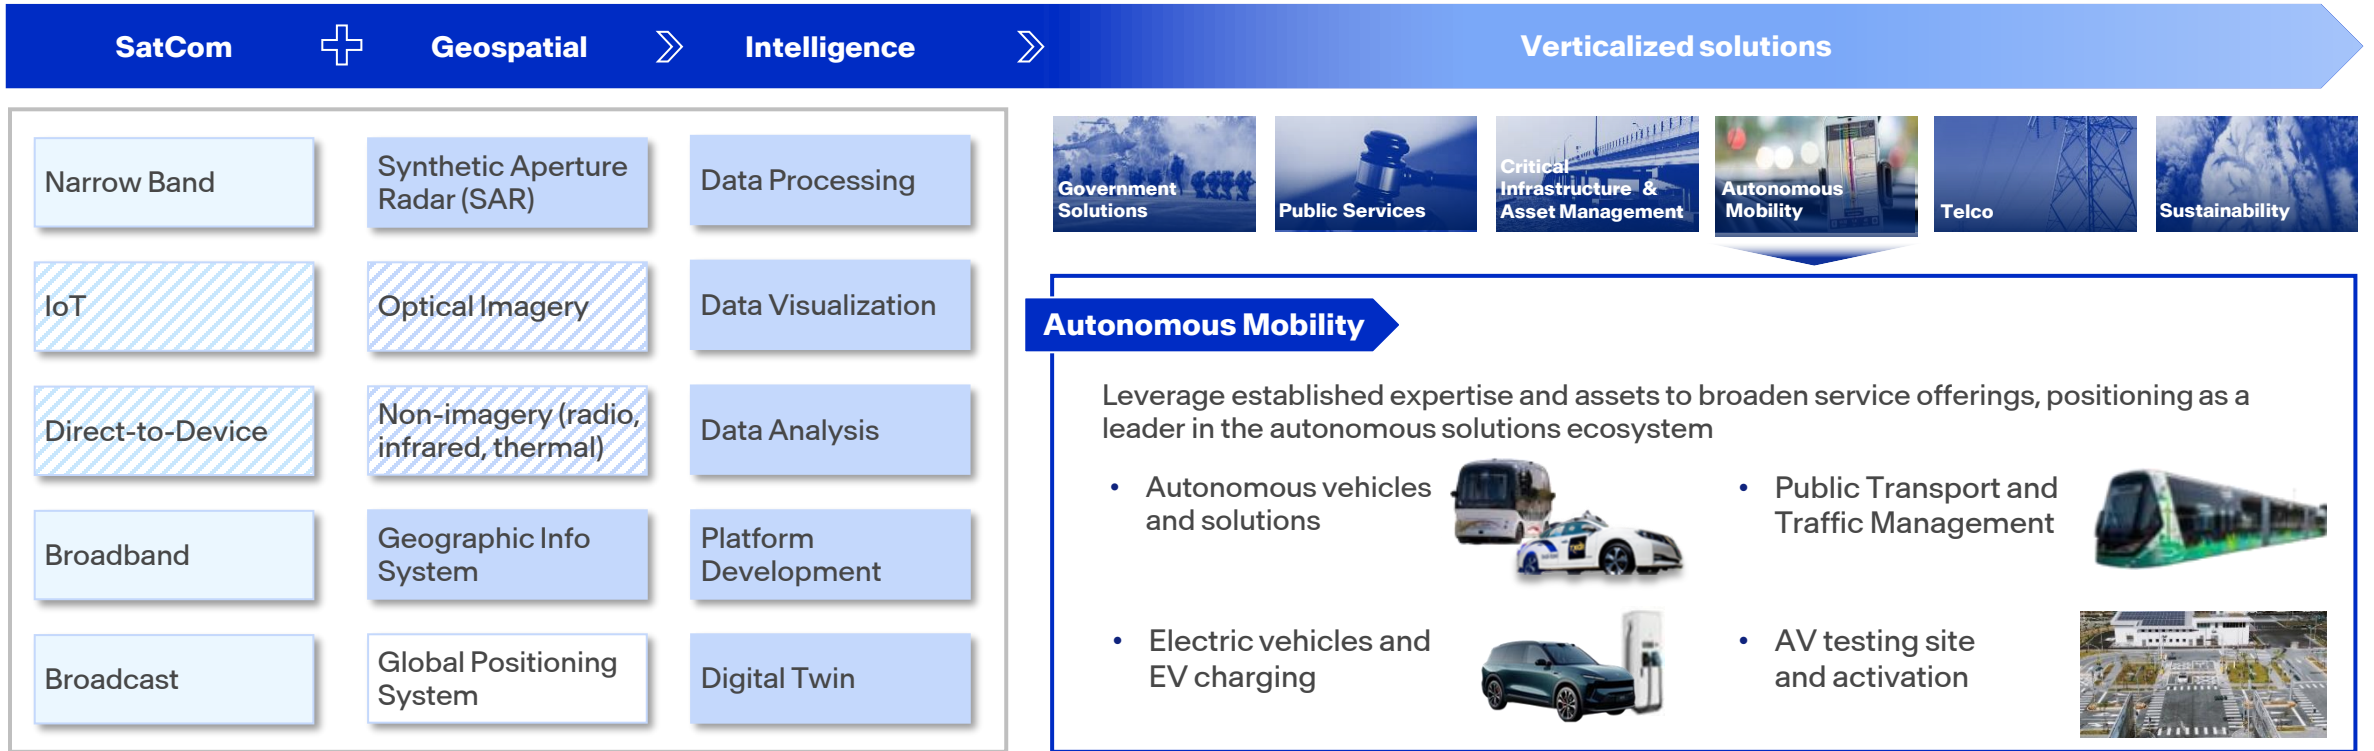 SatCom
Geospatial
Intelligence
Verticalized solutions
Narrow Band
IoT
Direct-to-Device
Broadband
Broadcast
Synthetic Aperture
Radar (SAR)
Optical Imagery
Non-imagery (radio,
infrared, thermal)
Geographic Info
System
Global Positioning
System
Data Processing
Data Visualization
Data Analysis
Platform
Development
Digital Twin
Government
Solutions
Public Services
Critical
Infrastructure &
Asset Management
Autonomous
Mobility
Telco
Sustainability
Autonomous Mobility
Leverage established expertise and assets to broaden service offerings, positioning as a
leader in the autonomous solutions ecosystem
• Autonomous vehicles
and solutions
• Public Transport and
Traffic Management
• Electric vehicles and
EV charging
• AV testing site
and activation